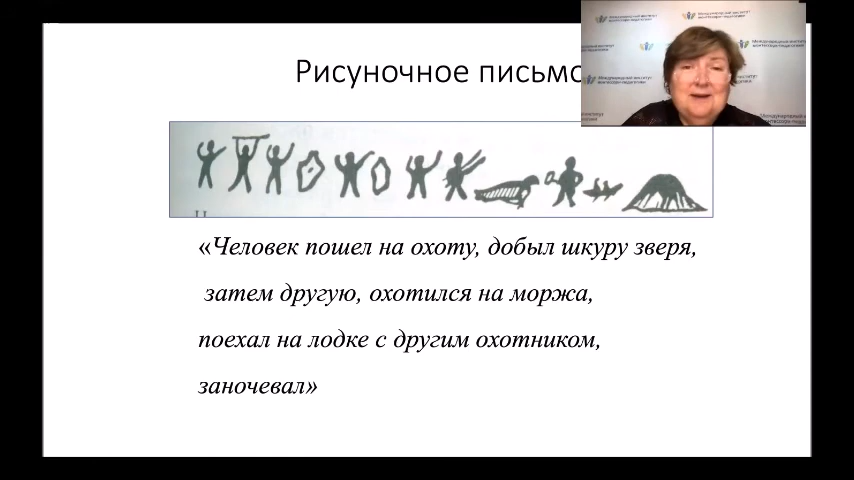 Рисуночное письмо
«Человек пошел на охоту, добыл шкуру зверя,
затем другую, охотился на моржа,
поехал на лодке с другим охотником,
заночевал»